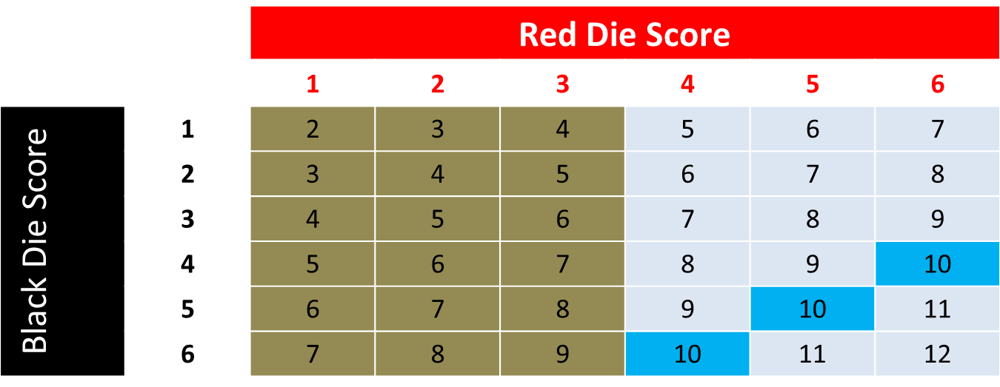 Red Die Score
1 2 3 4 5 6
Black Die Score
1 2 3 4 5 6 7
2 3 4 5 6 7 8
3 4 5 6 7 8 9
4 5 6 7 8 9 10
5 6 7 8 9 10 11
6 7 8 9 10 11 12